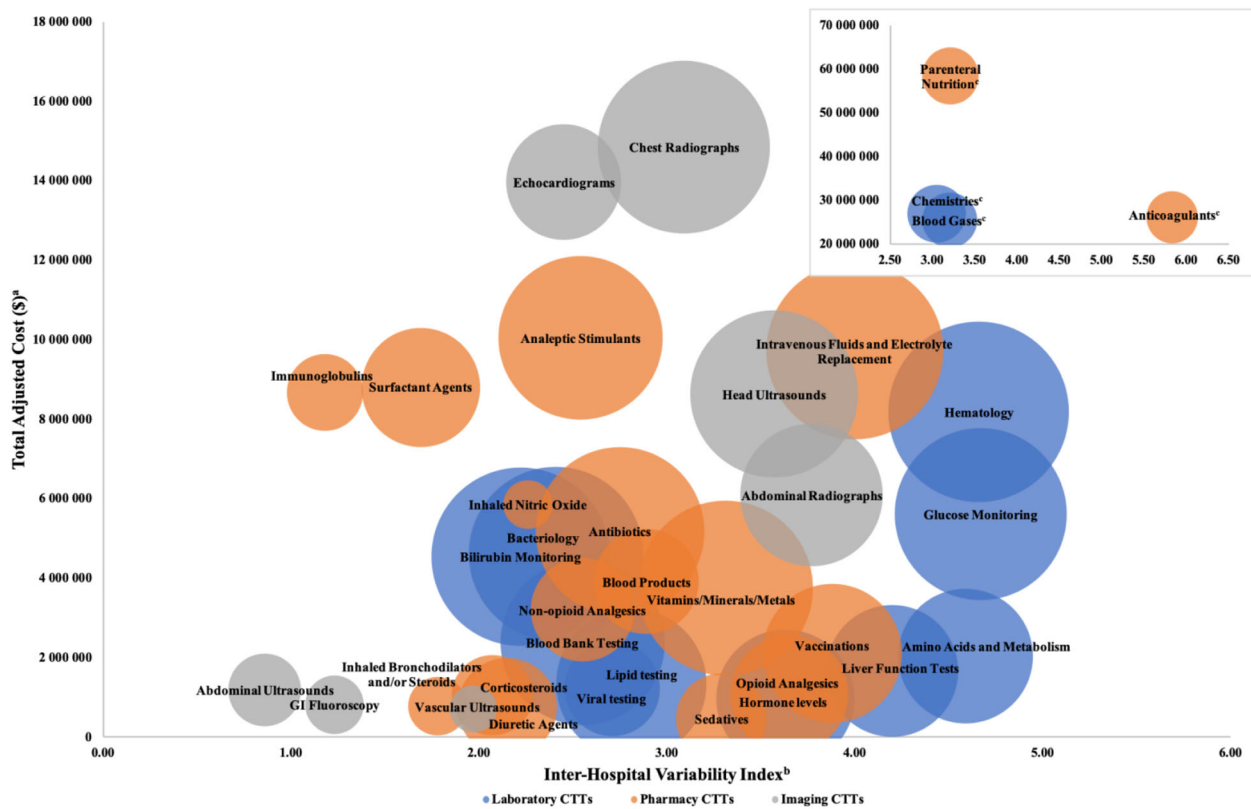 18 000 000
16 000 000
14 000 000
12 000 000
10 000 000
8 000 000
6 000 000
4 000 000
2 000 000
0
Total Adjusted Cost ($)ᵃ
0.00 1.00 2.00 3.00 4.00 5.00 6.00
Inter-Hospital Variability Indexᵇ
Laboratory CTTs Pharmacy CTTs Imaging CTTs
70 000 000
60 000 000
50 000 000
40 000 000
30 000 000
20 000 000
2.50 3.00 3.50 4.00 4.50 5.00 5.50 6.00 6.50
Parenteral
Nutritionᶜ
Chemistriesᶜ
Blood Gasesᶜ
Anticoagulantsᶜ
Chest Radiographs
Echocardiograms
Analeptic Stimulants
Immunoglobulins
Surfactant Agents
Intravenous Fluids and Electrolyte
Replacement
Head Ultrasounds
Hematology
Abdominal Radiographs
Glucose Monitoring
Inhaled Nitric Oxide
Bacteriology
Antibiotics
Bilirubin Monitoring
Blood Products
Vitamins/Minerals/Metals
Non-opioid Analgesics
Blood Bank Testing
Vaccinations
Amino Acids and Metabolism
Liver Function Tests
Inhaled Bronchodilators
and/or Steroids
Corticosteroids
Lipid testing
Opioid Analgesics
Abdominal Ultrasounds
GI Fluoroscopy
Vascular Ultrasounds
Viral testing
Hormone levels
Diuretic Agents
Sedatives